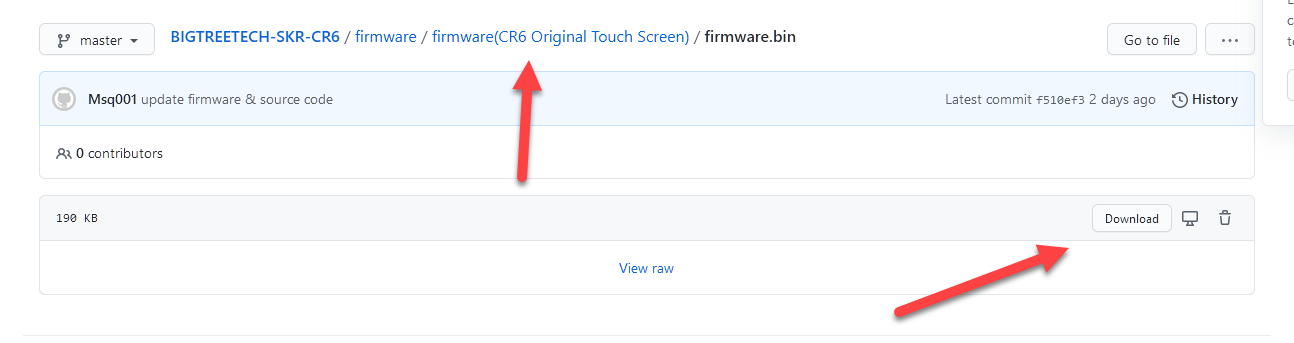 master BIGTREETECH-SKR-CR6 / firmware / firmware(CR6 Original Touch Screen) / firmware.bin Go to file ...
Msq001 update firmware & source code Latest commit f510ef3 2 days ago History
0 contributors
190 KB Download
View raw